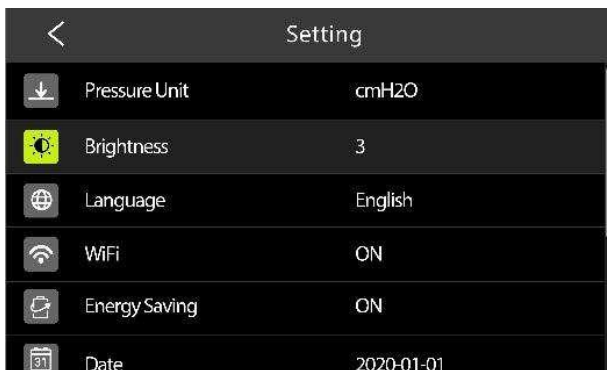 Setting
Pressure Unit cmH2O
Brightness 3
Language English
WiFi ON
Energy Saving ON
31 Date 2020-01-01